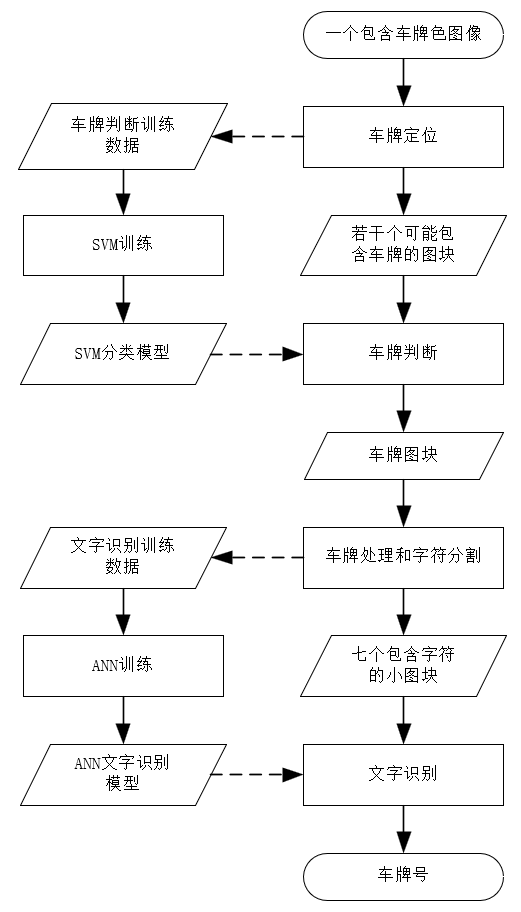 一个包含车牌色图像
车牌判断训练
数据
车牌定位
SVM训练
若干个可能包
含车牌的图块
SVM分类模型
车牌判断
车牌图块
文字识别训练
数据
车牌处理和字符分割
ANN训练
七个包含字符
的小图块
ANN文字识别
模型
文字识别
车牌号